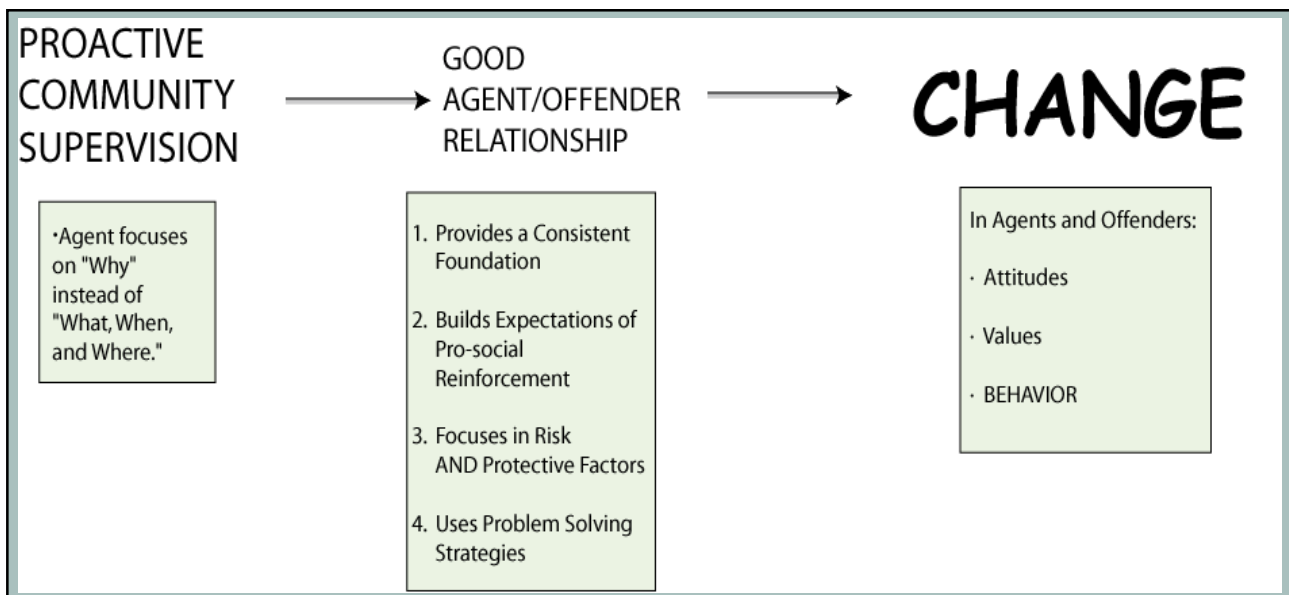 PROACTIVE
COMMUNITY
SUPERVISION
GOOD
AGENT/OFFENDER
RELATIONSHIP
CHANGE
·Agent focuses
on "Why"
instead of
"What, When,
and Where."
1. Provides a Consistent
Foundation
2. Builds Expectations of
Pro-social
Reinforcement
3. Focuses in Risk
AND Protective Factors
4. Uses Problem Solving
Strategies
In Agents and Offenders:
· Attitudes
· Values
· BEHAVIOR